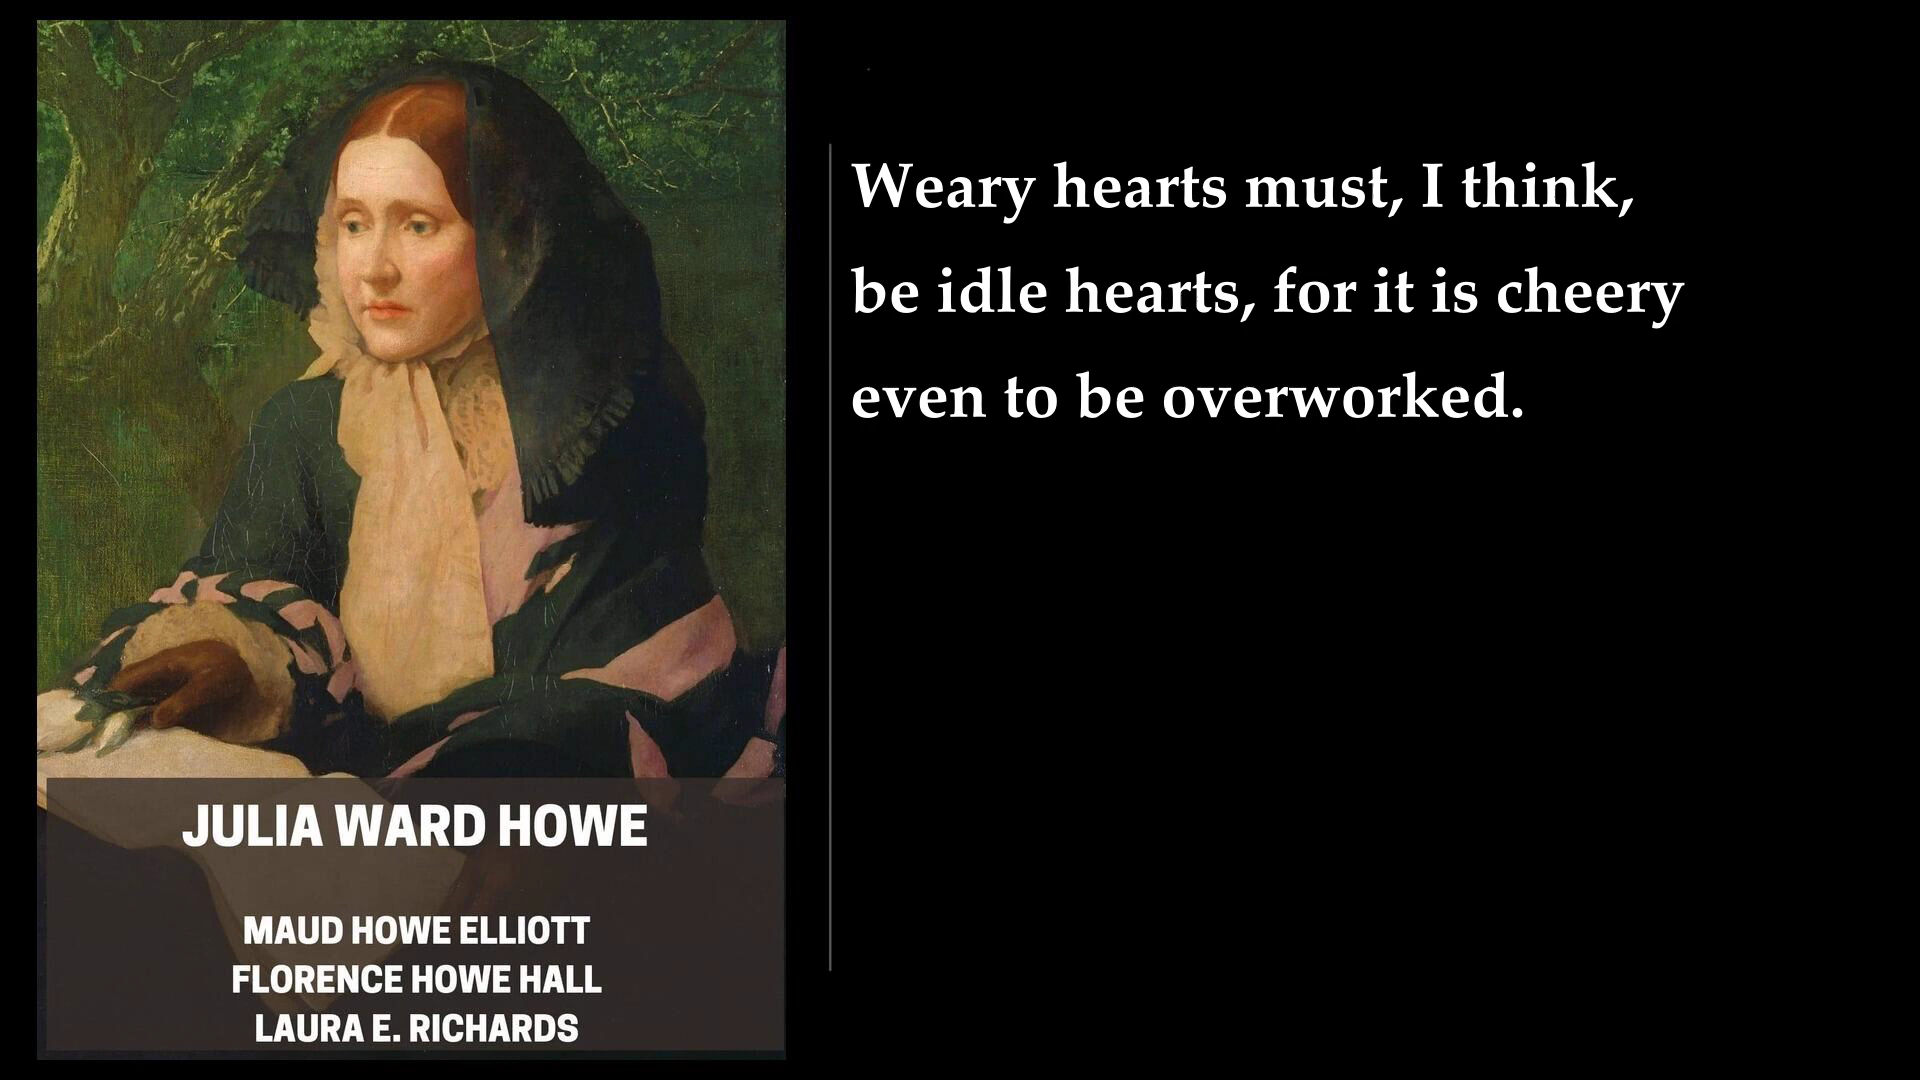 JULIA WARD HOWE
MAUD HOWE ELLIOTT
FLORENCE HOWE HALL
LAURA E. RICHARDS
Weary hearts must, I think,
be idle hearts, for it is cheery
even to be overworked.